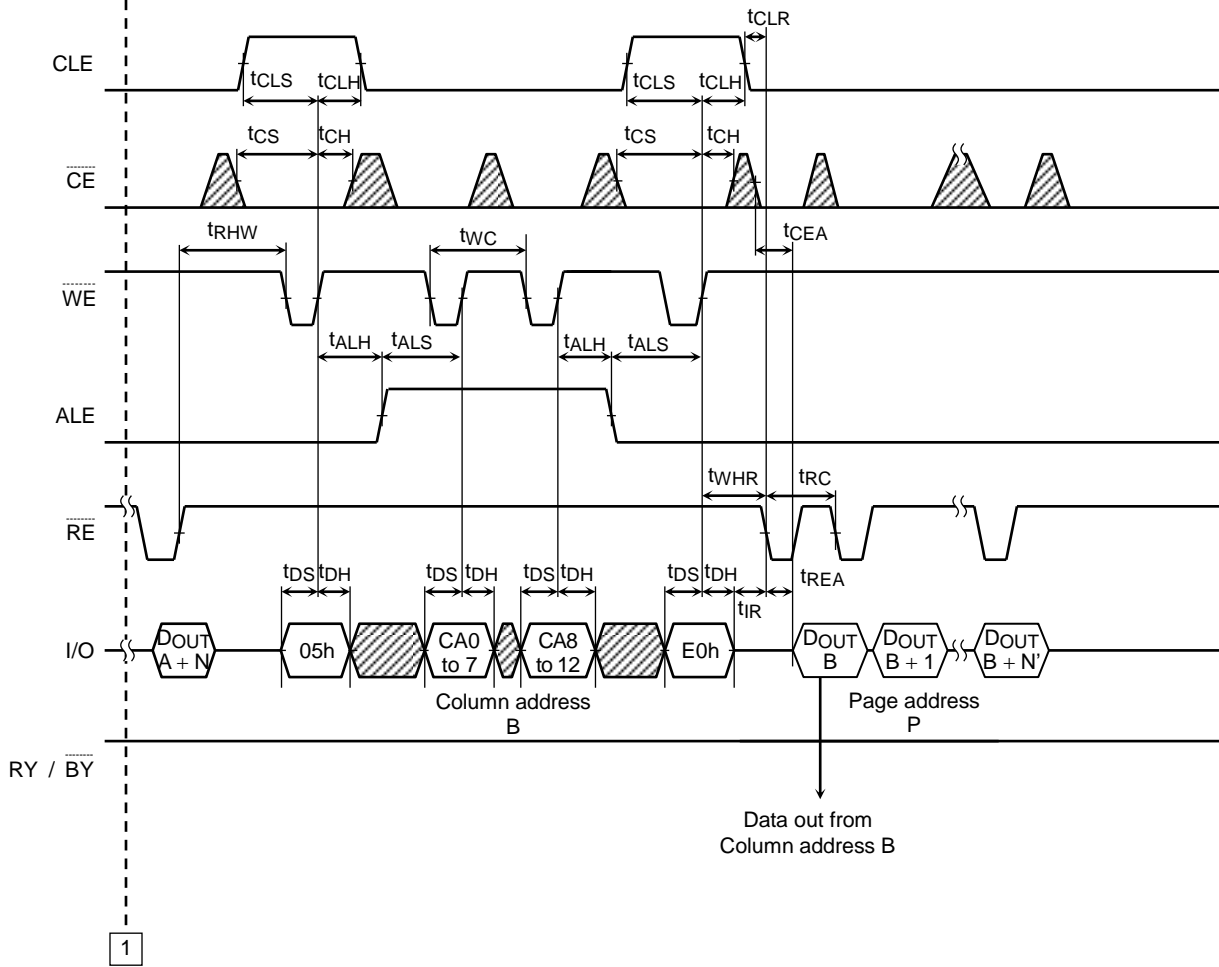 tCLR
CLE
tCLS
tCLH
tCLS
tCLH
tCS
tCH
tCS
tCH
CE
tCEA
tRHW
tWC
WE
tALH
tALS
tALH
tALS
ALE
tWHR
tRC
RE
tDS
tDH
tDS
tDH
tDS
tDH
tDS
tDH
tREA
tIR
I/O
DOUT
A + N
05h
CA0
to 7
CA8
to 12
E0h
DOUT
B
DOUT
B + 1
DOUT
B + N'
Column address
B
Page address
P
RY / BY
Data out from
Column address B
1